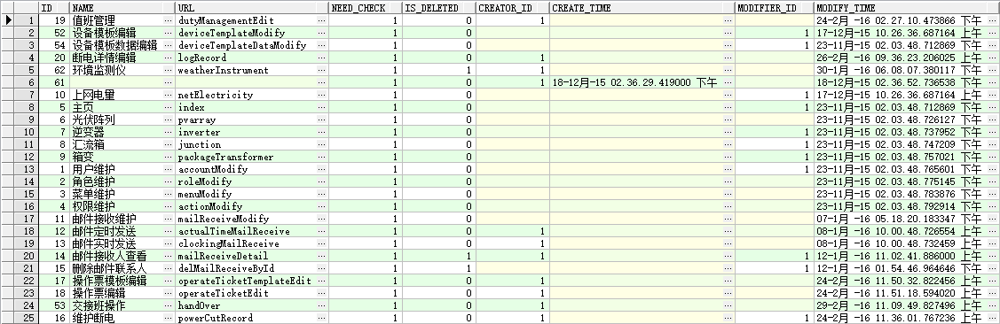 ID NAME URL NEED_CHECK IS_DELETED CREATOR_ID CREATE_TIME MODIFIER_ID MODIFY_TIME
1 19 值班管理 … dutyManagementEdit … 1 0 1 … 24-2月 -16 02.27.10.473866 下午 …
2 52 设备模板编辑 … deviceTemplateModify … 1 0 … 1 17-12月-15 10.26.36.687164 上午 …
3 54 设备模板数据编辑 … deviceTemplateDataModify … 1 0 … 1 23-11月-15 02.03.48.712869 下午 …
4 20 断电详情编辑 … logRecord … 1 0 1 … 26-2月 -16 09.36.23.206025 上午 …
5 62 环境监测仪 … weatherInstrument … 1 1 1 … 30-1月 -16 06.08.07.380117 下午 …
6 61 … … 1 0 1 18-12月-15 02.36.29.419000 下午 … 18-12月-15 02.36.52.736538 下午 …
7 10 上网电量 … netElectricity … 1 0 … 1 17-12月-15 10.26.36.687164 上午 …
8 5 主页 … index … 1 0 … 1 23-11月-15 02.03.48.712869 下午 …
9 6 光伏阵列 … pvarray … 1 0 … 1 23-11月-15 02.03.48.726127 下午 …
10 7 逆变器 … inverter … 1 0 … 1 23-11月-15 02.03.48.737952 下午 …
11 8 汇流箱 … junction … 1 0 … 1 23-11月-15 02.03.48.747209 下午 …
12 9 箱变 … packageTransformer … 1 0 … 1 23-11月-15 02.03.48.757021 下午 …
13 1 用户维护 … accountModify … 1 0 … 1 23-11月-15 02.03.48.765601 下午 …
14 2 角色维护 … roleModify … 1 0 … 23-11月-15 02.03.48.775145 下午 …
15 3 菜单维护 … menuModify … 1 0 … 23-11月-15 02.03.48.783876 下午 …
16 4 权限维护 … actionModify … 1 0 … 23-11月-15 02.03.48.792914 下午 …
17 11 邮件接收维护 … mailReceiveModify … 1 0 … 07-1月 -16 05.18.20.183347 下午 …
18 12 邮件定时发送 … actualTimeMailReceive … 1 0 1 … 08-1月 -16 10.00.48.726554 上午 …
19 13 邮件实时发送 … clockingMailReceive … 1 0 1 … 08-1月 -16 10.00.48.732459 上午 …
20 14 邮件接收人查看 … mailReceiveDetail … 1 1 1 … 1 12-1月 -16 11.02.41.886000 上午 …
21 15 删除邮件联系人 … delMailReceiveById … 1 1 … 1 12-1月 -16 01.54.46.964646 下午 …
22 17 操作票模板编辑 … operateTicketTemplateEdit … 1 0 1 … 24-2月 -16 11.50.32.822456 上午 …
23 18 操作票编辑 … operateTicketEdit … 1 0 1 … 24-2月 -16 11.51.18.594020 上午 …
24 53 交接班操作 … handOver … 1 0 1 … 29-2月 -16 11.09.49.827496 上午 …
25 16 维护断电 … powerCutRecord … 1 0 1 … 1 24-2月 -16 11.36.01.767236 上午 …